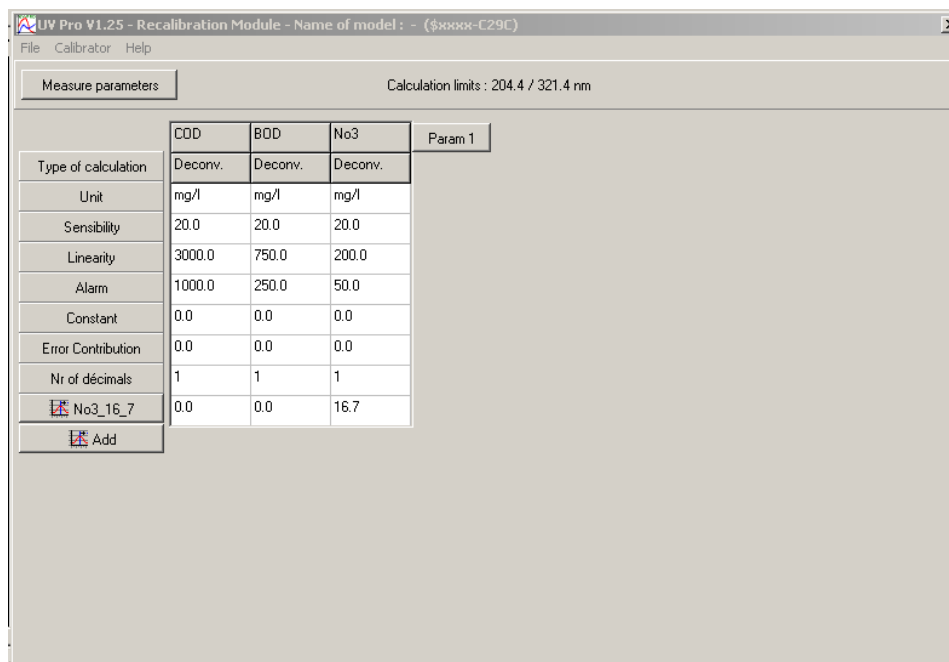 UV Pro V1.25 - Recalibration Module - Name of model : - ($xxxx-C29C)
File Calibrator Help
Measure parameters Calculation limits : 204.4 / 321.4 nm
COD BOD No3 Param 1
Type of calculation Deconv. Deconv. Deconv.
Unit mg/l mg/l mg/l
Sensibility 20.0 20.0 20.0
Linearity 3000.0 750.0 200.0
Alarm 1000.0 250.0 50.0
Constant 0.0 0.0 0.0
Error Contribution 0.0 0.0 0.0
Nr of décimals 1 1 1
No3_16_7 0.0 0.0 16.7
Add